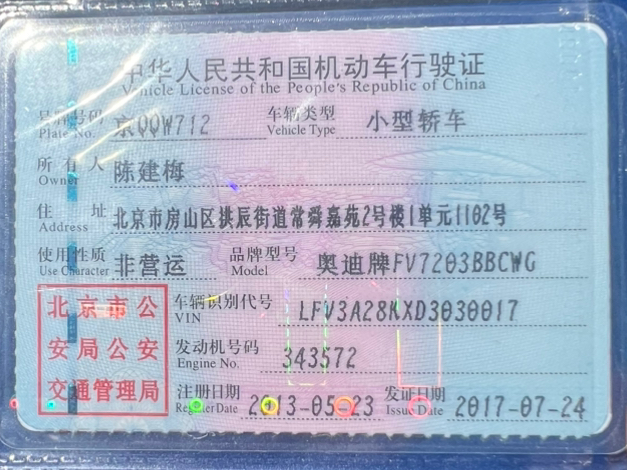 中华人民共和国机动车行驶证
Vehicle License of the People's Republic of China
号牌号码 京QQW712 车辆类型 小型轿车
Plate No. Vehicle Type
所有人 陈建梅
Owner
住址 北京市房山区拱辰街道常舜嘉苑2号楼1单元1102号
Address
使用性质 非营运 品牌型号 奥迪牌FV7203BBCWG
Use Character Model
北京市公 车辆识别代号 LFV3A28KXD3030017
VIN
安局公安 发动机号码 343572
Engine No.
交通管理局 注册日期 2013-05-23 发证日期 2017-07-24
Register Date Issue Date